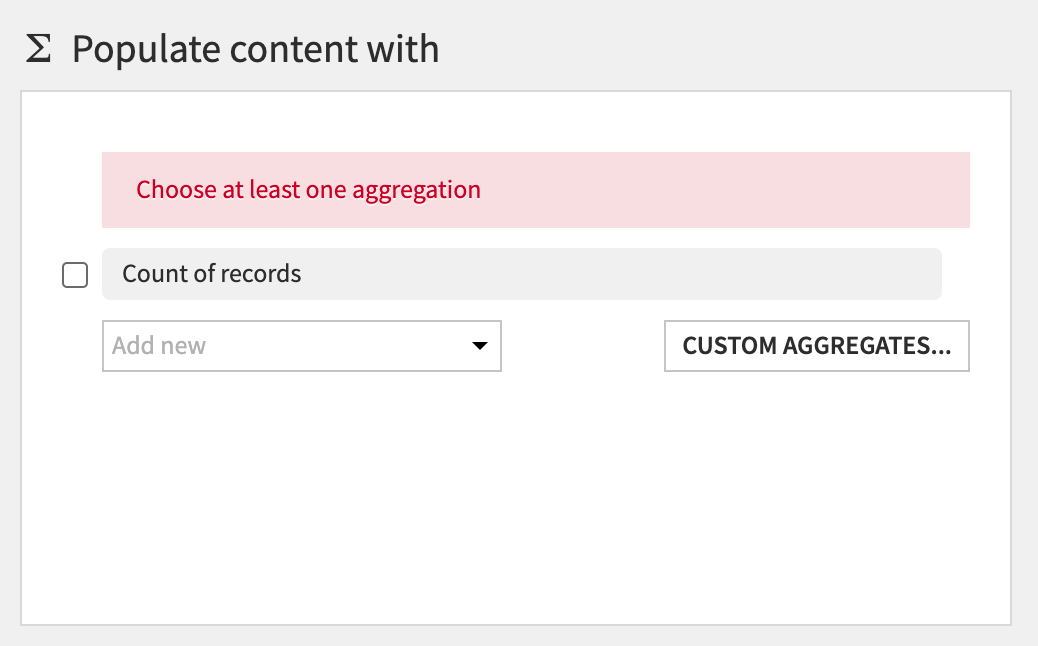 Σ Populate content with
Choose at least one aggregation
Count of records
Add new
CUSTOM AGGREGATES...